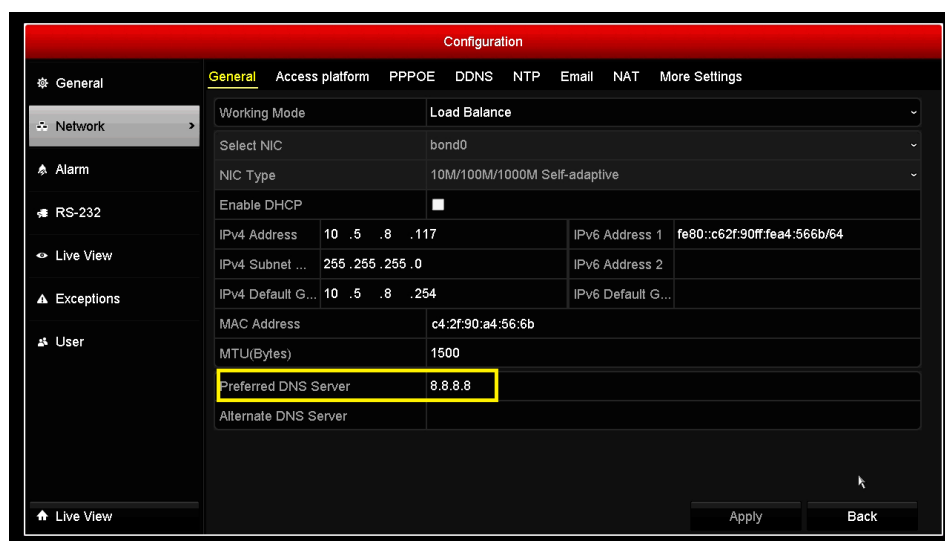 Configuration
General
Network
Alarm
RS-232
Live View
Exceptions
User
Live View
General Access platform PPPOE DDNS NTP Email NAT More Settings
Working Mode Load Balance
Select NIC bond0
NIC Type 10M/100M/1000M Self-adaptive
Enable DHCP
IPv4 Address 10 .5 .8 .117 IPv6 Address 1 fe80::c62f:90ff:fea4:566b/64
IPv4 Subnet ... 255.255.255.0 IPv6 Address 2
IPv4 Default G... 10 .5 .8 .254 IPv6 Default G...
MAC Address c4:2f:90:a4:56:6b
MTU(Bytes) 1500
Preferred DNS Server 8.8.8.8
Alternate DNS Server
Apply Back